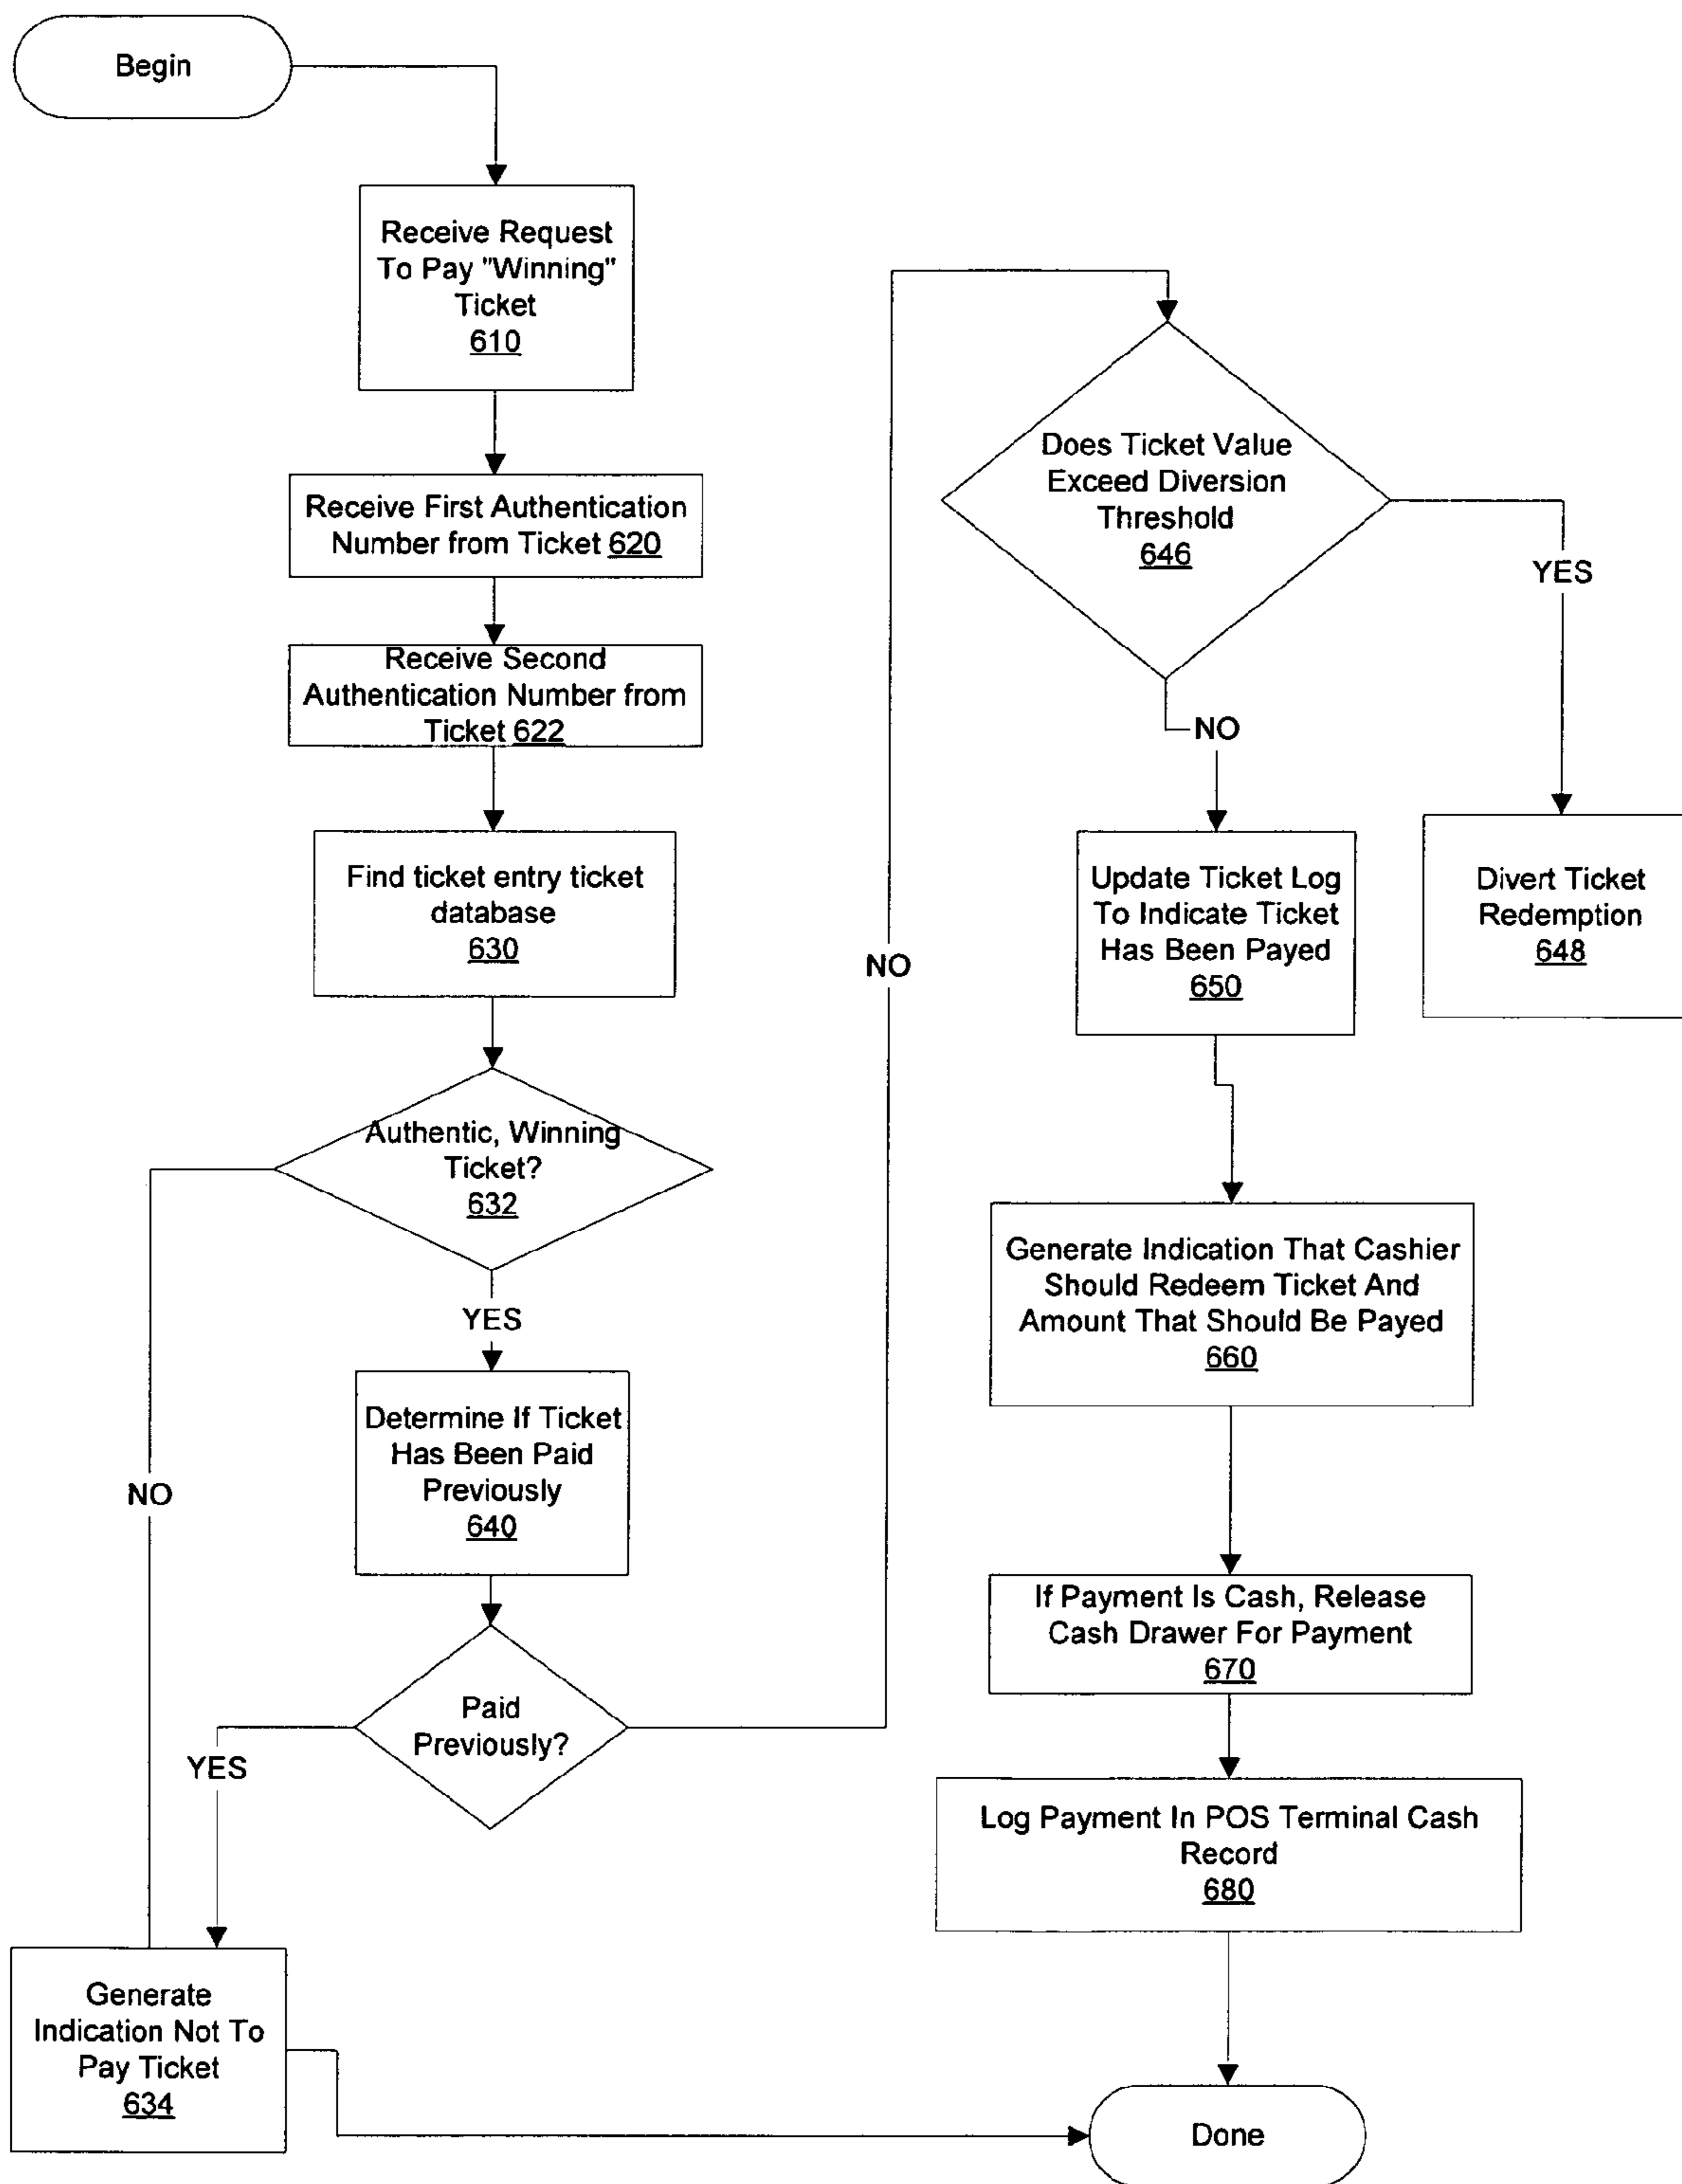 Begin
Receive Request
To Pay "Winning"
Ticket
610
Receive First Authentication
Number from Ticket 620
Receive Second
Authentication Number from
Ticket 622
Find ticket entry ticket
database
630
Authentic, Winning
Ticket?
632
NO
YES
Determine If Ticket
Has Been Paid
Previously
640
Paid
Previously?
YES
NO
Generate
Indication Not To
Pay Ticket
634
Does Ticket Value
Exceed Diversion
Threshold
646
YES
NO
Divert Ticket
Redemption
648
Update Ticket Log
To Indicate Ticket
Has Been Payed
650
Generate Indication That Cashier
Should Redeem Ticket And
Amount That Should Be Payed
660
If Payment Is Cash, Release
Cash Drawer For Payment
670
Log Payment In POS Terminal Cash
Record
680
Done